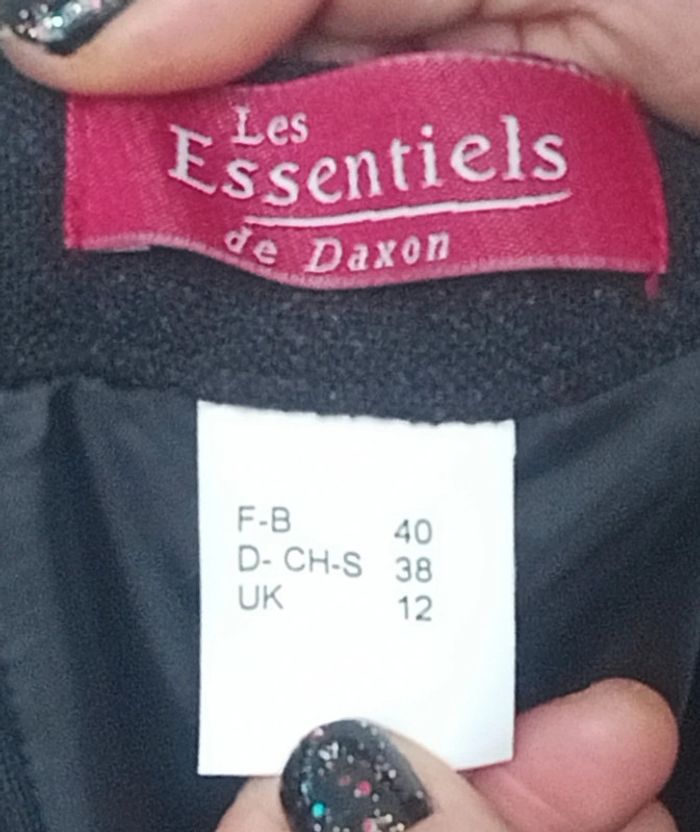 Les
Essentiels
de Daxon
F-B 40
D- CH-S 38
UK 12